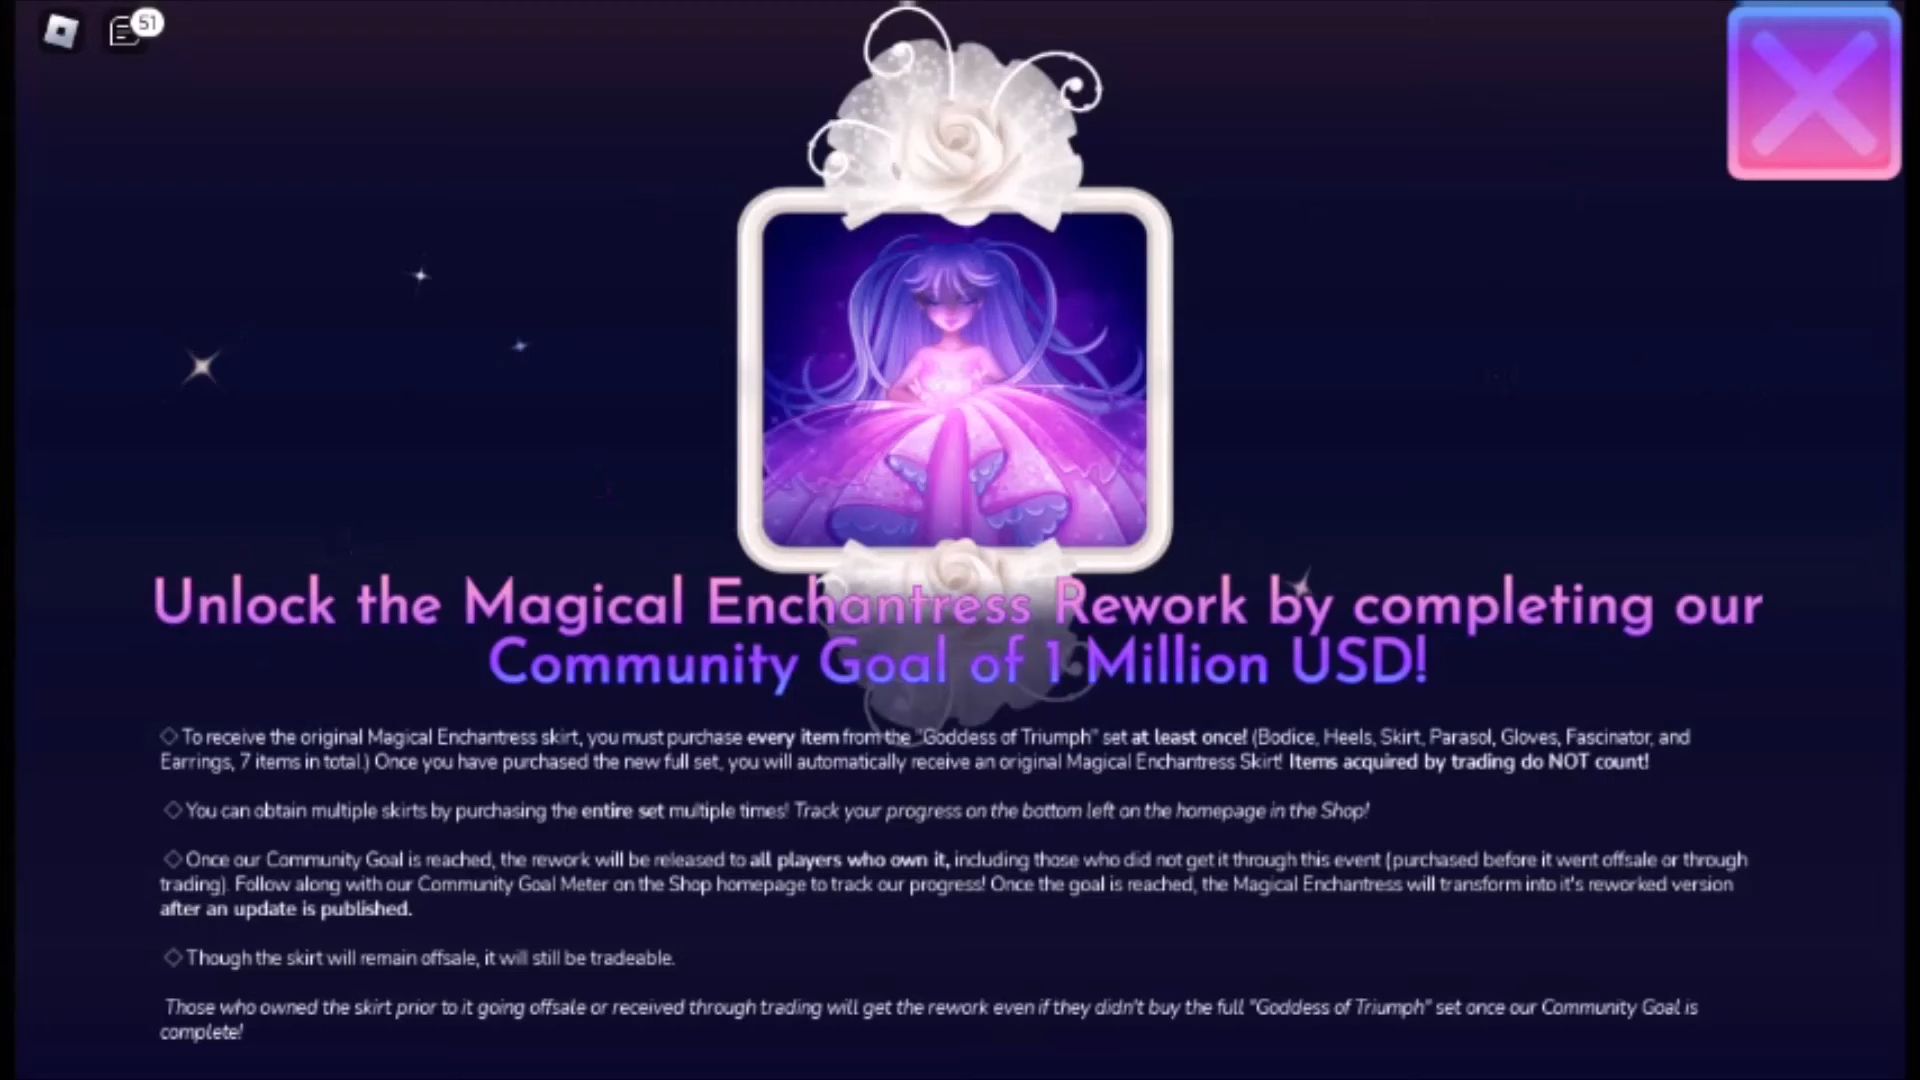 51
Unlock the Magical Enchantress Rework by completing our
Community Goal of 1 Million USD!
◇ To receive the original Magical Enchantress skirt, you must purchase every item from the "Goddess of Triumph" set at least once! (Bodice, Heels, Skirt, Parasol, Gloves, Fascinator, and
Earrings, 7 items in total.) Once you have purchased the new full set, you will automatically receive an original Magical Enchantress Skirt! Items acquired by trading do NOT count!
◇ You can obtain multiple skirts by purchasing the entire set multiple times! Track your progress on the bottom left on the homepage in the Shop!
◇ Once our Community Goal is reached, the rework will be released to all players who own it, including those who did not get it through this event (purchased before it went offsale or through
trading). Follow along with our Community Goal Meter on the Shop homepage to track our progress! Once the goal is reached, the Magical Enchantress will transform into it's reworked version
after an update is published.
◇ Though the skirt will remain offsale, it will still be tradeable.
Those who owned the skirt prior to it going offsale or received through trading will get the rework even if they didn't buy the full "Goddess of Triumph" set once our Community Goal is
complete!